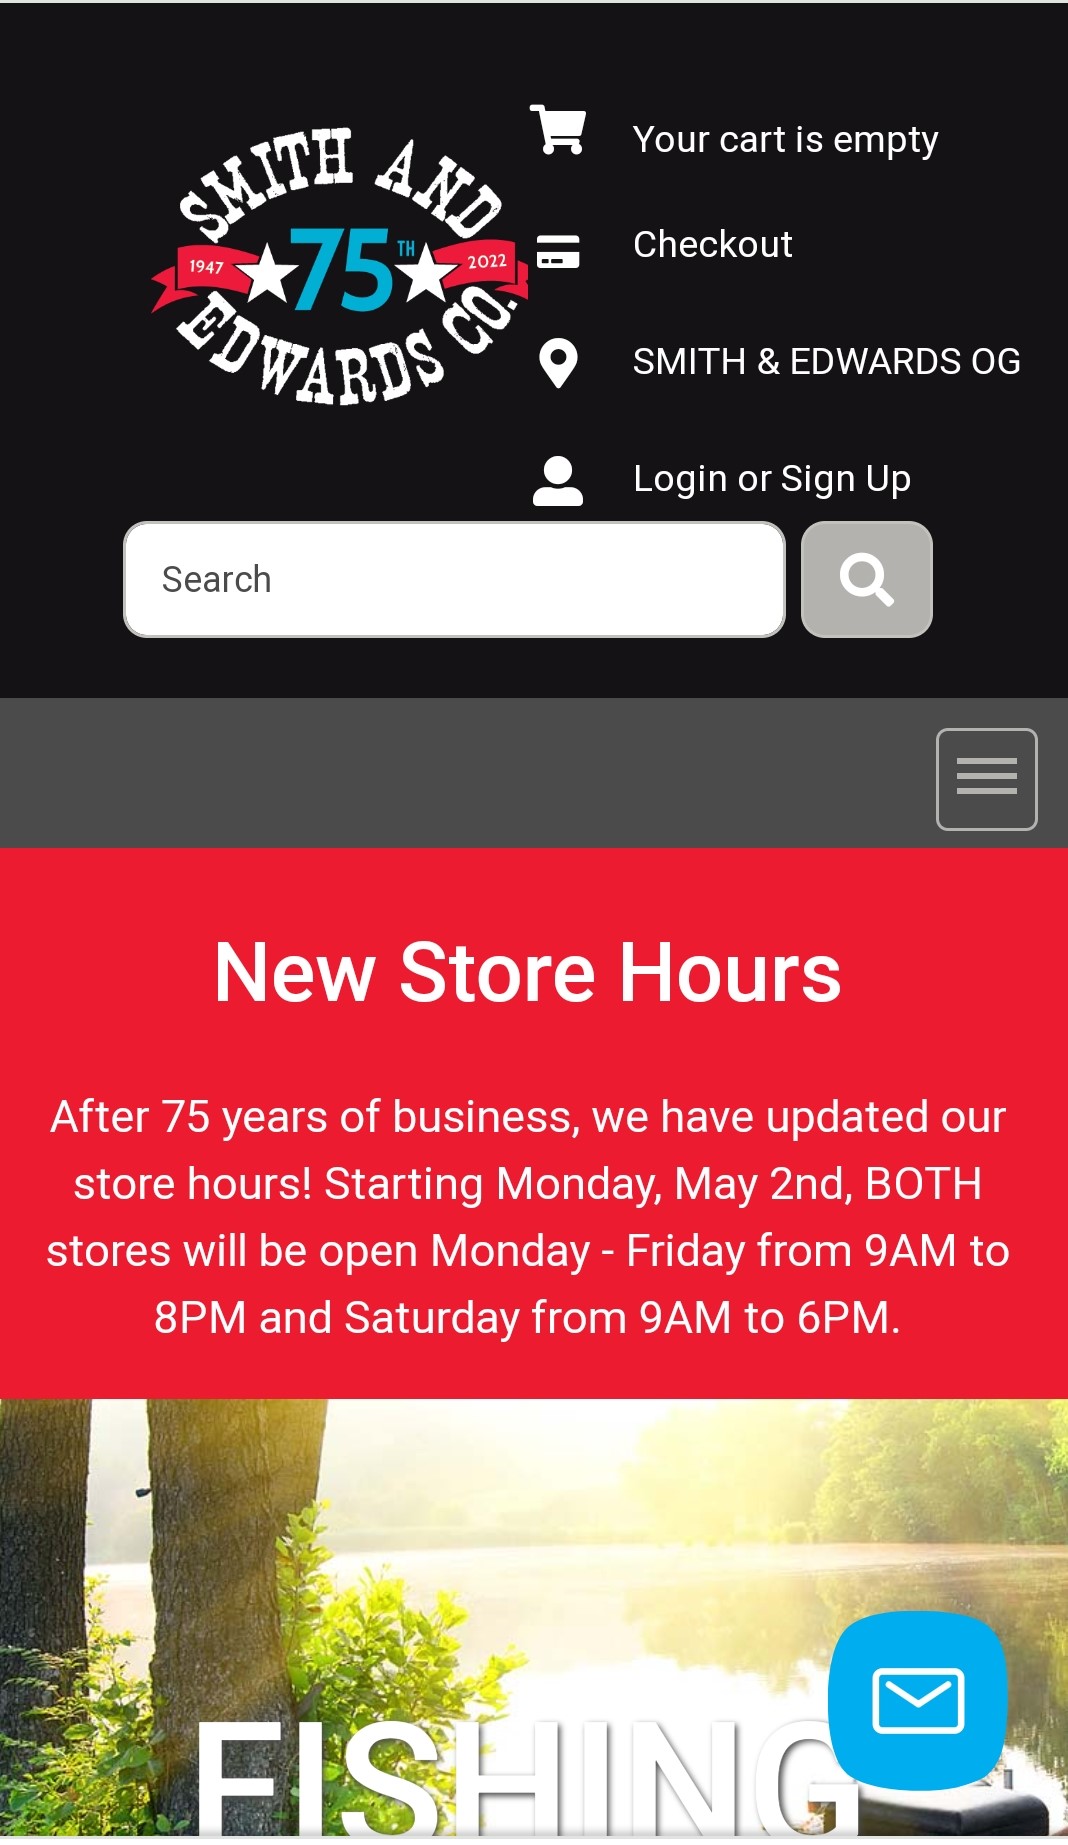 SMITH AND
1947
75TH
2022
EDWARDS CO.
Your cart is empty
Checkout
SMITH & EDWARDS OG
Login or Sign Up
Search
New Store Hours
After 75 years of business, we have updated our
store hours! Starting Monday, May 2nd, BOTH
stores will be open Monday - Friday from 9AM to
8PM and Saturday from 9AM to 6PM.
FISHING